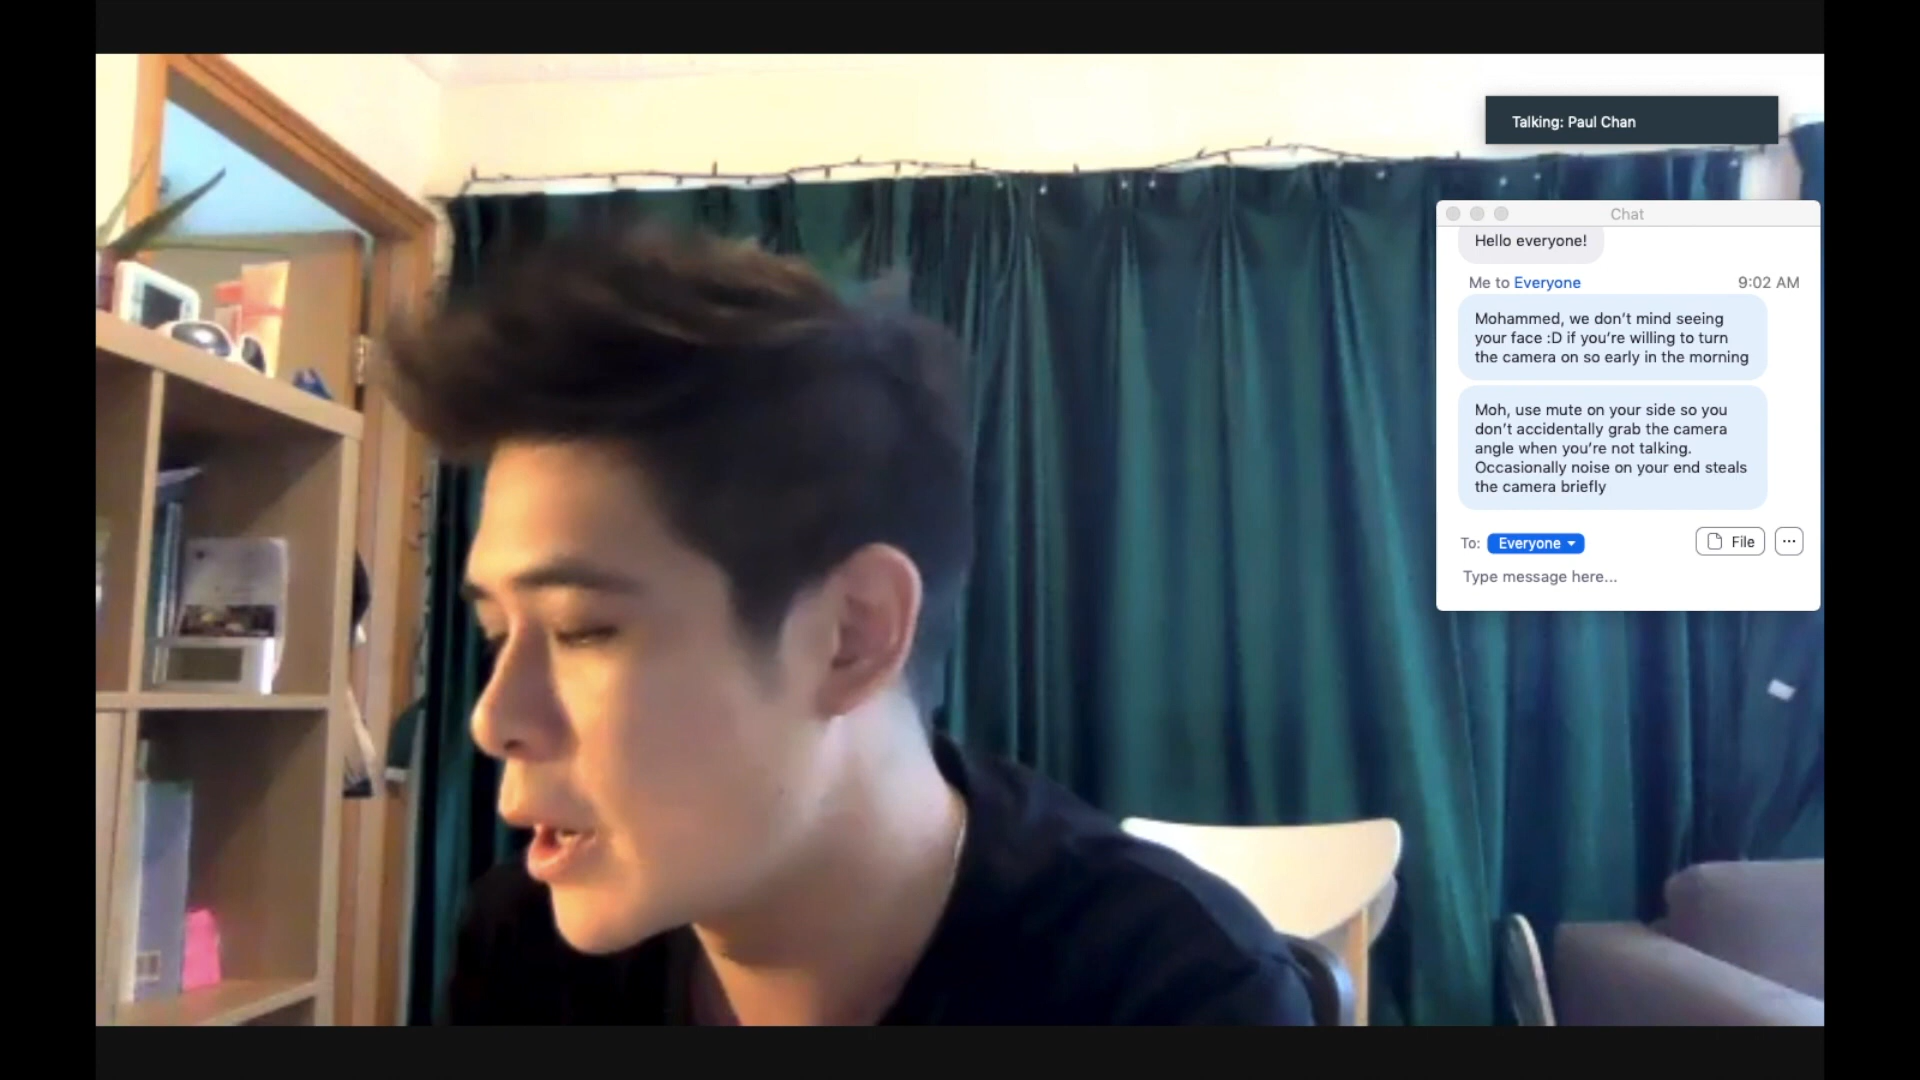 Talking: Paul Chan
Chat
Hello everyone!
Me to Everyone 9:02 AM
Mohammed, we don’t mind seeing
your face :D if you’re willing to turn
the camera on so early in the morning
Moh, use mute on your side so you
don’t accidentally grab the camera
angle when you’re not talking.
Occasionally noise on your end steals
the camera briefly
To: Everyone File ...
Type message here...